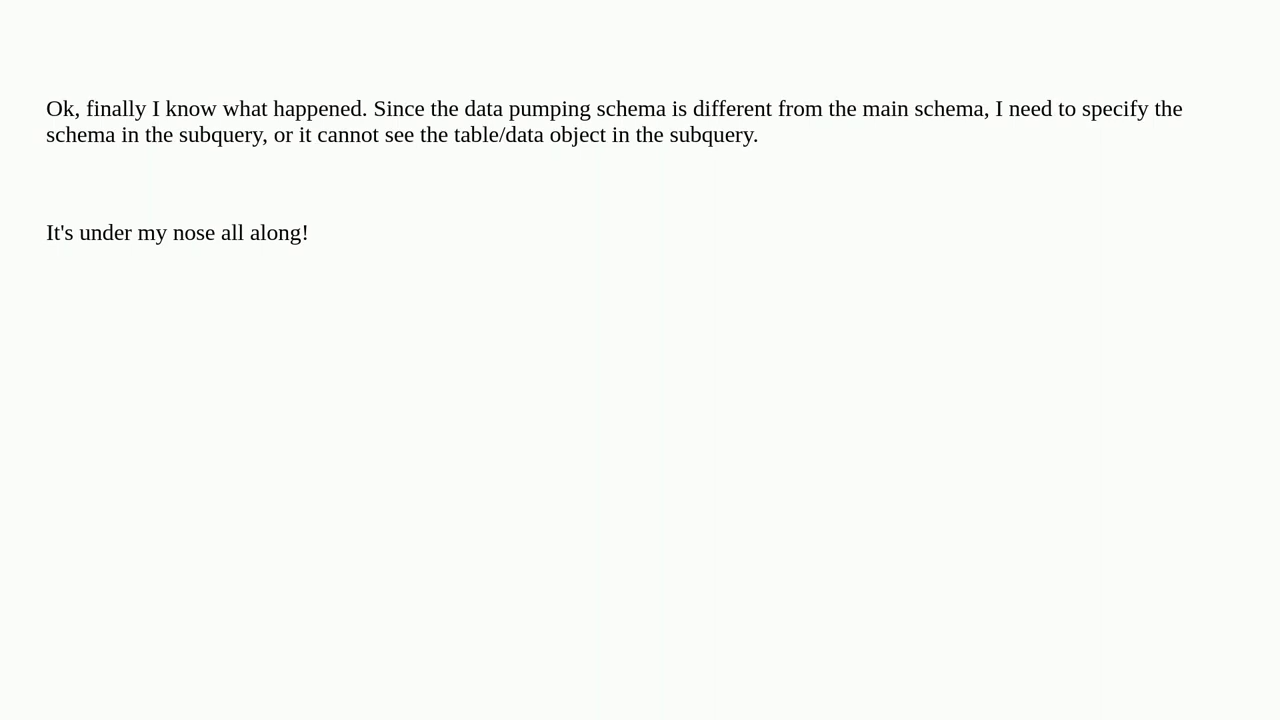 Ok, finally I know what happened. Since the data pumping schema is different from the main schema, I need to specify the
schema in the subquery, or it cannot see the table/data object in the subquery.
It's under my nose all along!